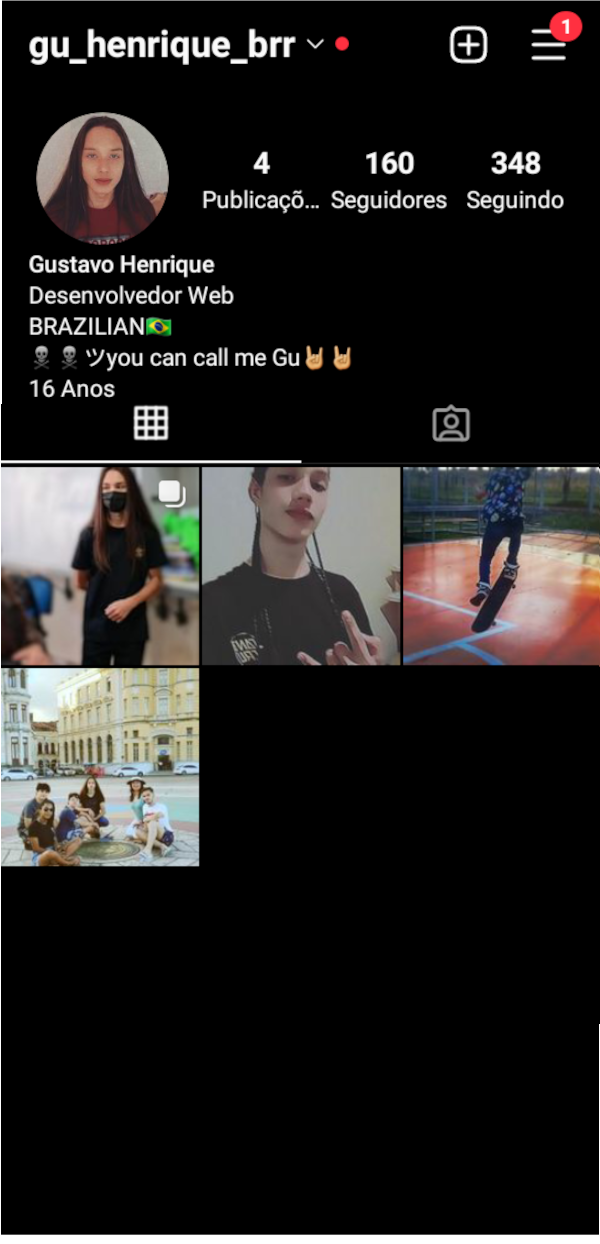 gu_henrique_brr
1
4 160 348
Publicaçõ... Seguidores Seguindo
Gustavo Henrique
Desenvolvedor Web
BRAZILIAN🇧🇷
☠️☠️ツyou can call me Gu🤘🏼🤘🏼
16 Anos